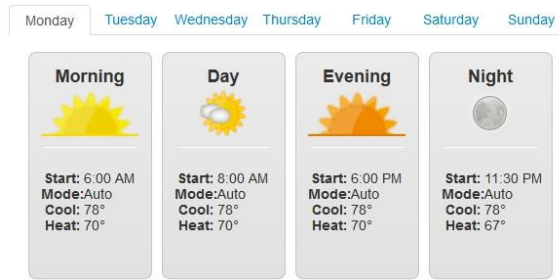 Monday Tuesday Wednesday Thursday Friday Saturday Sunday
Morning
Start: 6:00 AM
Mode:Auto
Cool: 78°
Heat: 70°
Day
Start: 8:00 AM
Mode:Auto
Cool: 78°
Heat: 70°
Evening
Start: 6:00 PM
Mode:Auto
Cool: 78°
Heat: 70°
Night
Start: 11:30 PM
Mode:Auto
Cool: 78°
Heat: 67°